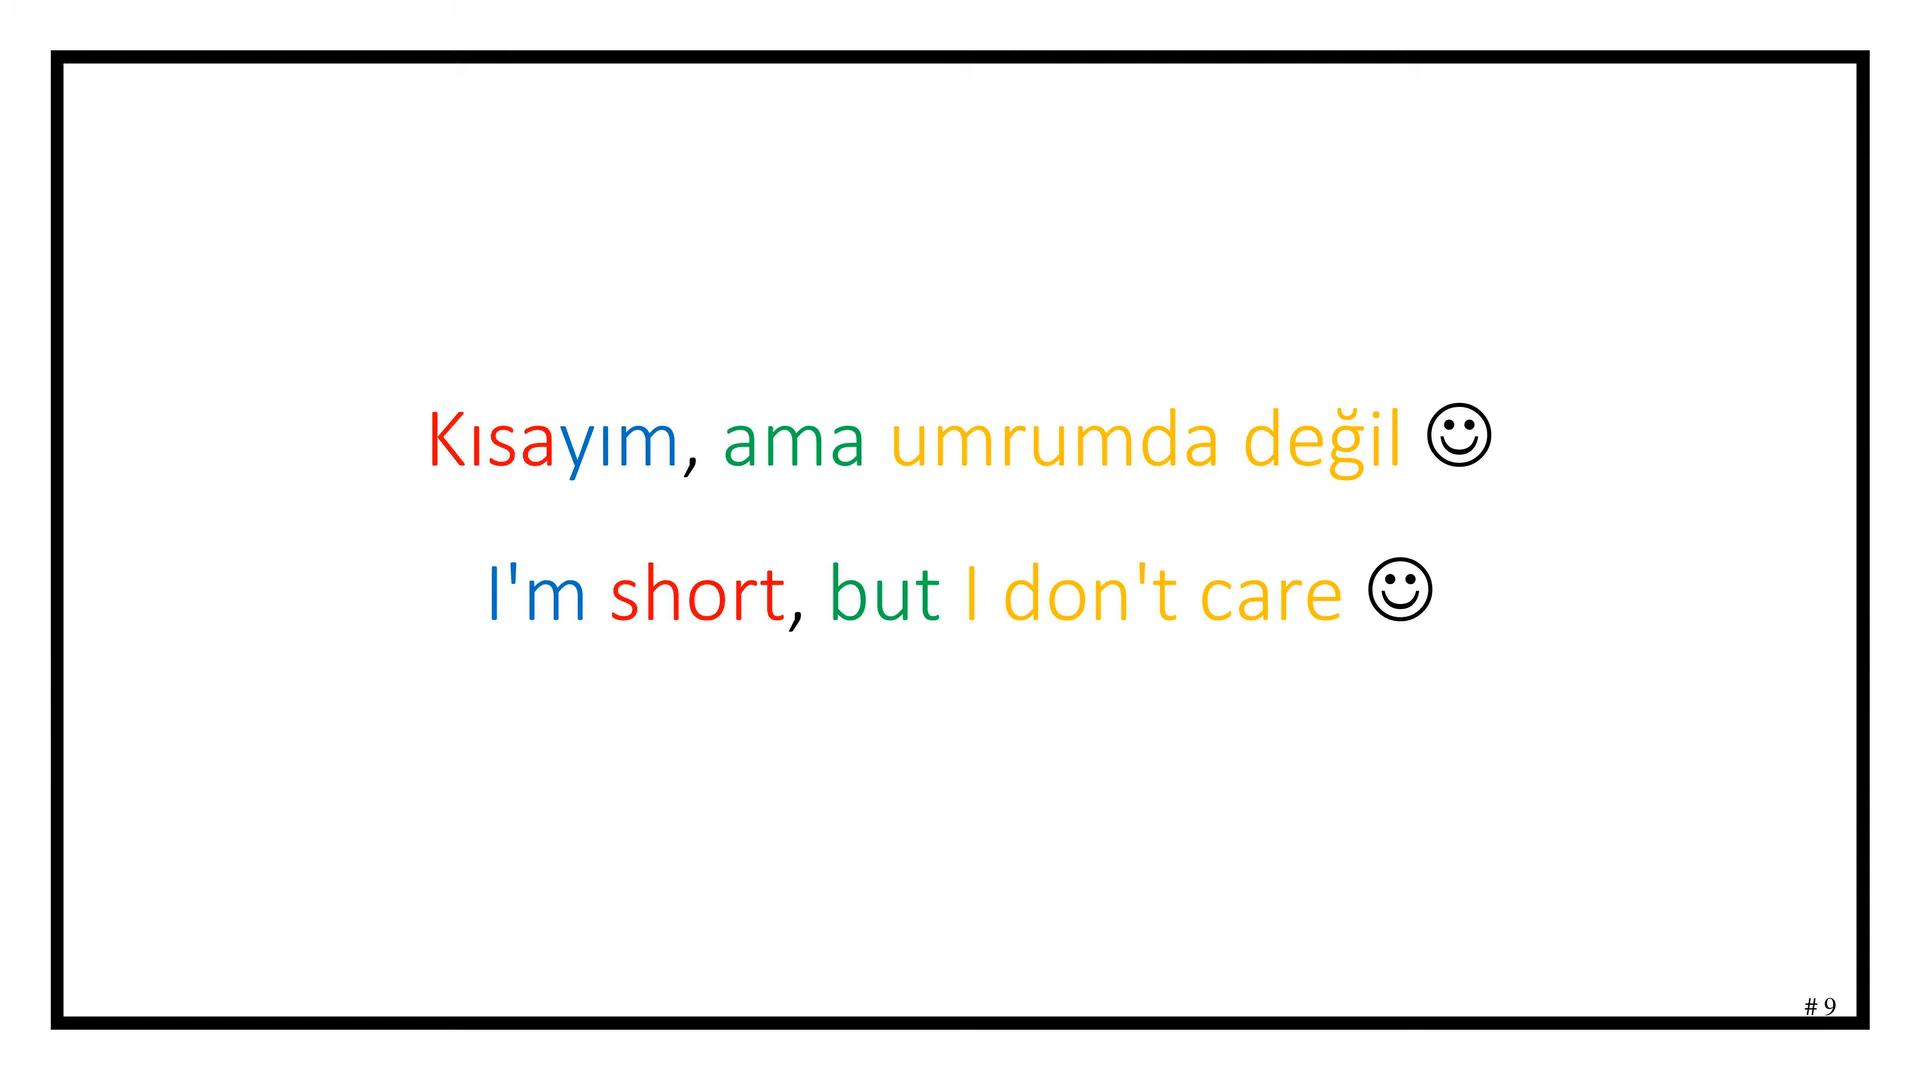 Kısayım, ama umrumda değil ☺
I'm short, but I don't care ☺
# 9